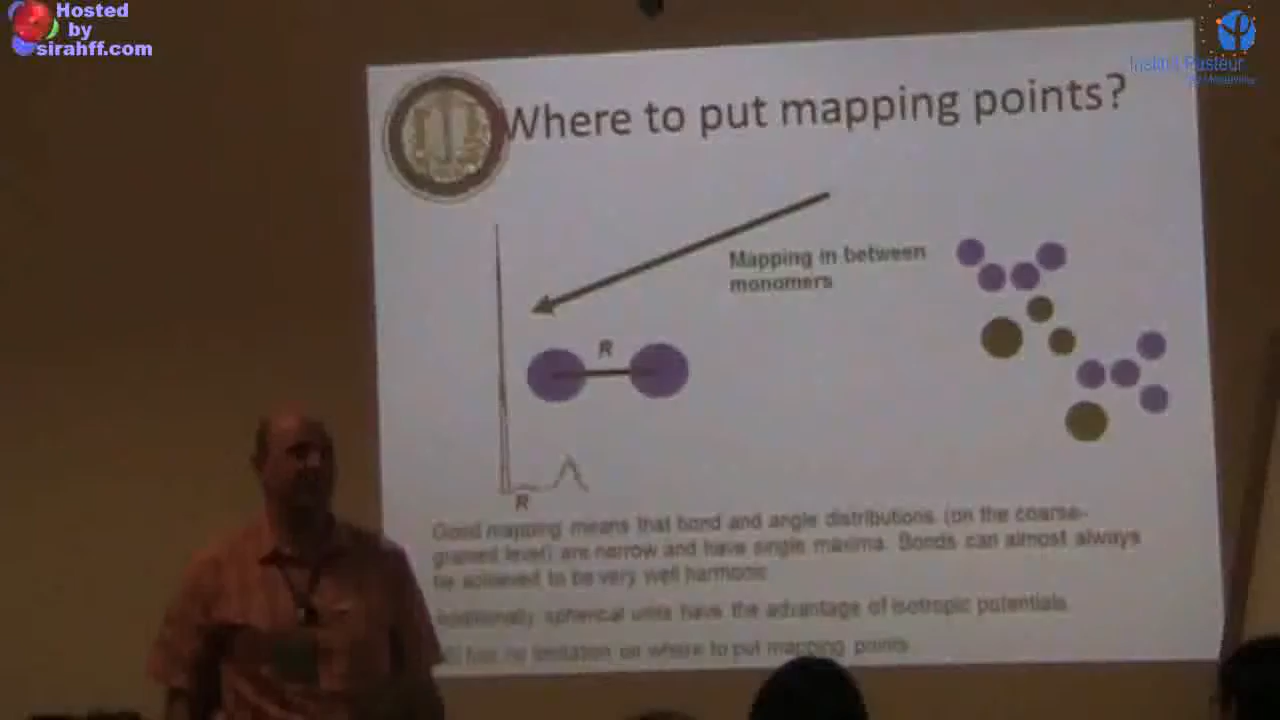 Hosted
by
sirahff.com
Institut Pasteur
Where to put mapping points?
Mapping in between
monomers
R
R
Good mapping means that bond and angle distributions (on the coarse-
grained level) are narrow and have single maxima. Bonds can almost always
be achieved to be very well harmonic
spherical units have the advantage of isotropic potentials
has no limitation on where to put mapping points